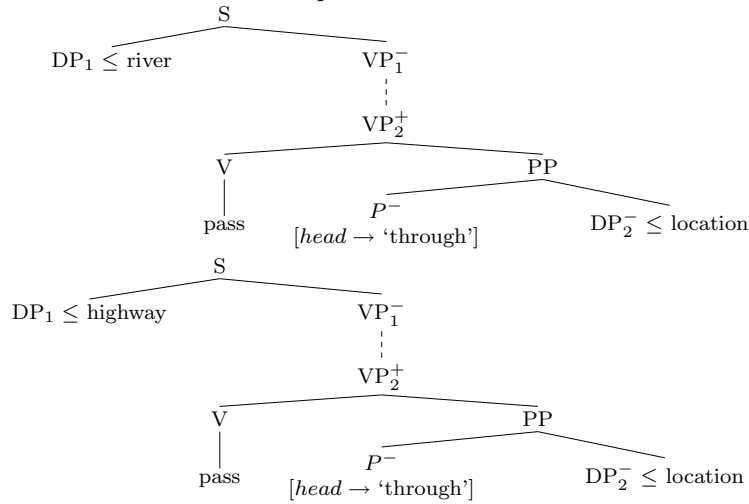 S
DP₁ ≤ river VP₁⁻
VP₂⁺
V PP
pass P⁻ DP₂⁻ ≤ location
[head → ‘through’]
S
DP₁ ≤ highway VP₁⁻
VP₂⁺
V PP
pass P⁻ DP₂⁻ ≤ location
[head → ‘through’]